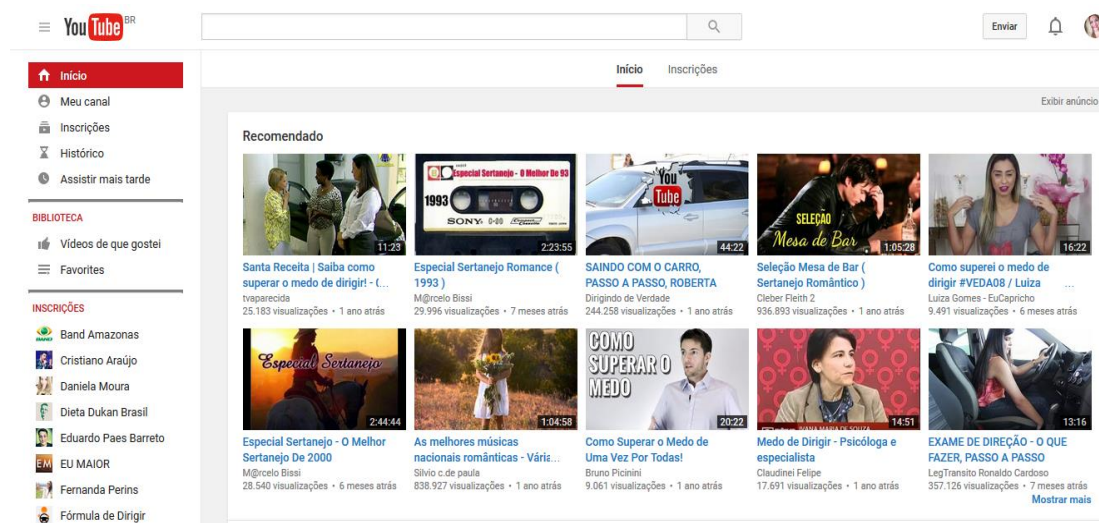 YouTube BR
Enviar
Início
Meu canal
Inscrições
Histórico
Assistir mais tarde
BIBLIOTECA
Vídeos de que gostei
Favorites
INSCRIÇÕES
Band Amazonas
Cristiano Araújo
Daniela Moura
Dieta Dukan Brasil
Eduardo Paes Barreto
EM EU MAIOR
Fernanda Perins
Fórmula de Dirigir
Início Inscrições
Exibir anúncio
Recomendado
11:23
Santa Receita | Saiba como
superar o medo de dirigir! - (...
tvaparecida
25.183 visualizações • 1 ano atrás
Especial Sertanejo - O Melhor De 93
1993
SONY
2:23:55
Especial Sertanejo Romance (
1993 )
M@rcelo Bissi
29.996 visualizações • 7 meses atrás
You
Tube
44:22
SAINDO COM O CARRO,
PASSO A PASSO, ROBERTA
Dirigindo de Verdade
244.258 visualizações • 1 ano atrás
SELEÇÃO
Mesa de Bar
1:05:28
Seleção Mesa de Bar (
Sertanejo Romântico )
Cleber Fleith 2
936.893 visualizações • 1 ano atrás
16:22
Como superei o medo de
dirigir #VEDA08 / Luiza ...
Luiza Gomes - EuCapricho
9.491 visualizações • 6 meses atrás
Especial Sertanejo
2:44:44
Especial Sertanejo - O Melhor
Sertanejo De 2000
M@rcelo Bissi
28.540 visualizações • 6 meses atrás
1:04:58
As melhores músicas
nacionais românticas - Vária...
Silvio c.de paula
838.927 visualizações • 1 ano atrás
COMO
SUPERAR O
MEDO
20:22
Como Superar o Medo de
Uma Vez Por Todas!
Bruno Picinini
9.061 visualizações • 1 ano atrás
IVANA MARIA DE SOUZA
14:51
Medo de Dirigir - Psicóloga e
especialista
Claudinei Felipe
17.691 visualizações • 1 ano atrás
13:16
EXAME DE DIREÇÃO - O QUE
FAZER, PASSO A PASSO
LegTransito Ronaldo Cardoso
357.126 visualizações • 7 meses atrás
Mostrar mais